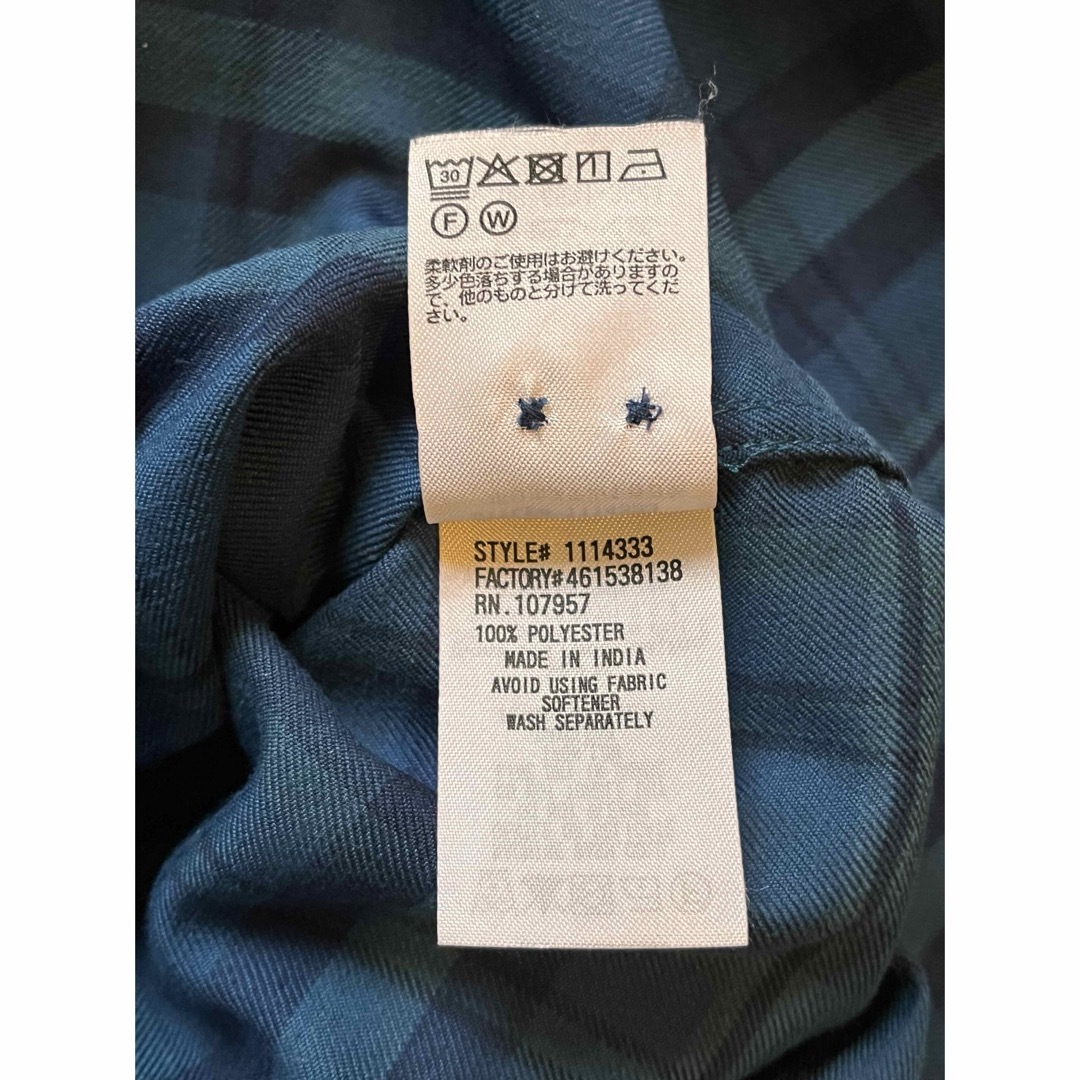 30
F W
柔軟剤のご使用はお避けください。
多少色落ちする場合がありますの
で、他のものと分けて洗ってくだ
さい。
STYLE# 1114333
FACTORY#461538138
RN.107957
100% POLYESTER
MADE IN INDIA
AVOID USING FABRIC
SOFTENER
WASH SEPARATELY